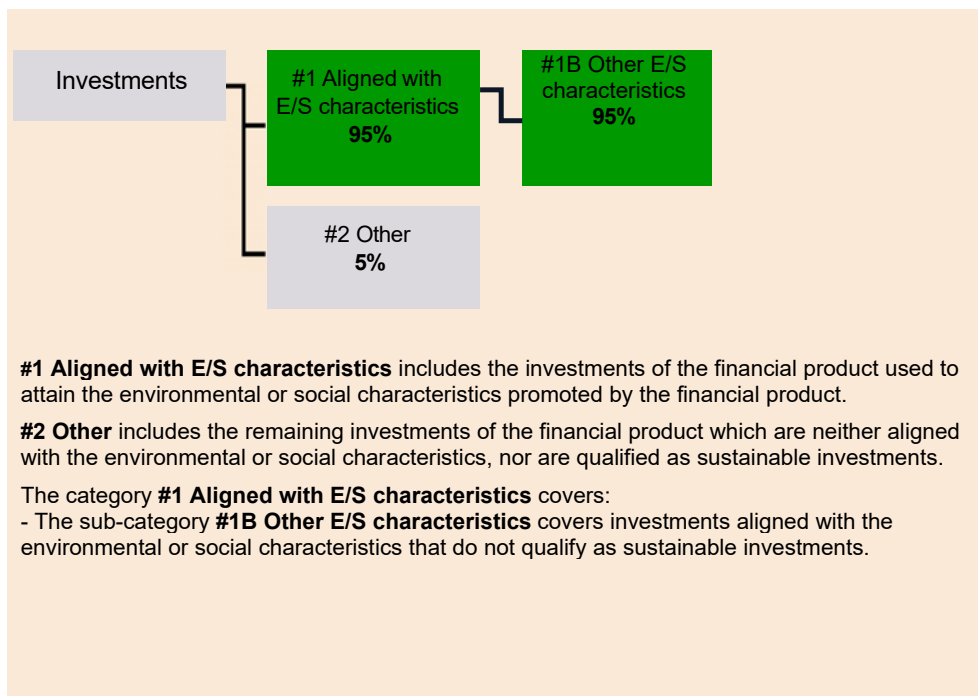 Investments
#1 Aligned with
E/S characteristics
95%
#1B Other E/S
characteristics
95%
#2 Other
5%
#1 Aligned with E/S characteristics includes the investments of the financial product used to
attain the environmental or social characteristics promoted by the financial product.
#2 Other includes the remaining investments of the financial product which are neither aligned
with the environmental or social characteristics, nor are qualified as sustainable investments.
The category #1 Aligned with E/S characteristics covers:
- The sub-category #1B Other E/S characteristics covers investments aligned with the
environmental or social characteristics that do not qualify as sustainable investments.